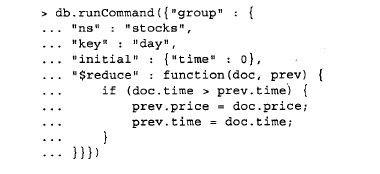 > db.runCommand({"group" : {
... "ns" : "stocks",
... "key" : "day",
... "initial" : {"time" : 0},
... "$reduce" : function(doc, prev) {
...     if (doc.time > prev.time) {
...         prev.price = doc.price;
...         prev.time = doc.time;
...     }
... }}})